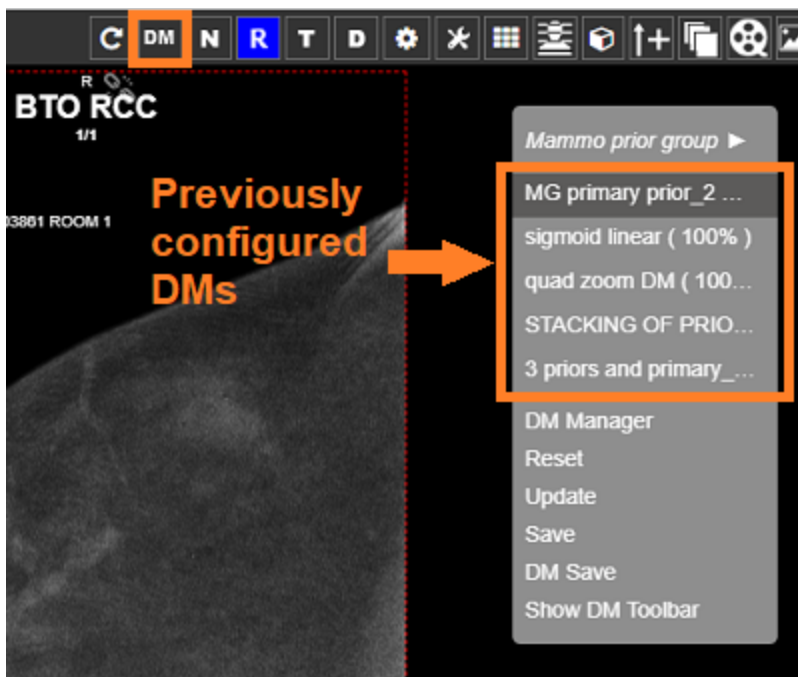 DM N R T D
R
BTO RCC
1/1
03861 ROOM 1
Previously
configured
DMs
Mammo prior group ►
MG primary prior_2 ...
sigmoid linear ( 100% )
quad zoom DM ( 100...
STACKING OF PRIO...
3 priors and primary_...
DM Manager
Reset
Update
Save
DM Save
Show DM Toolbar